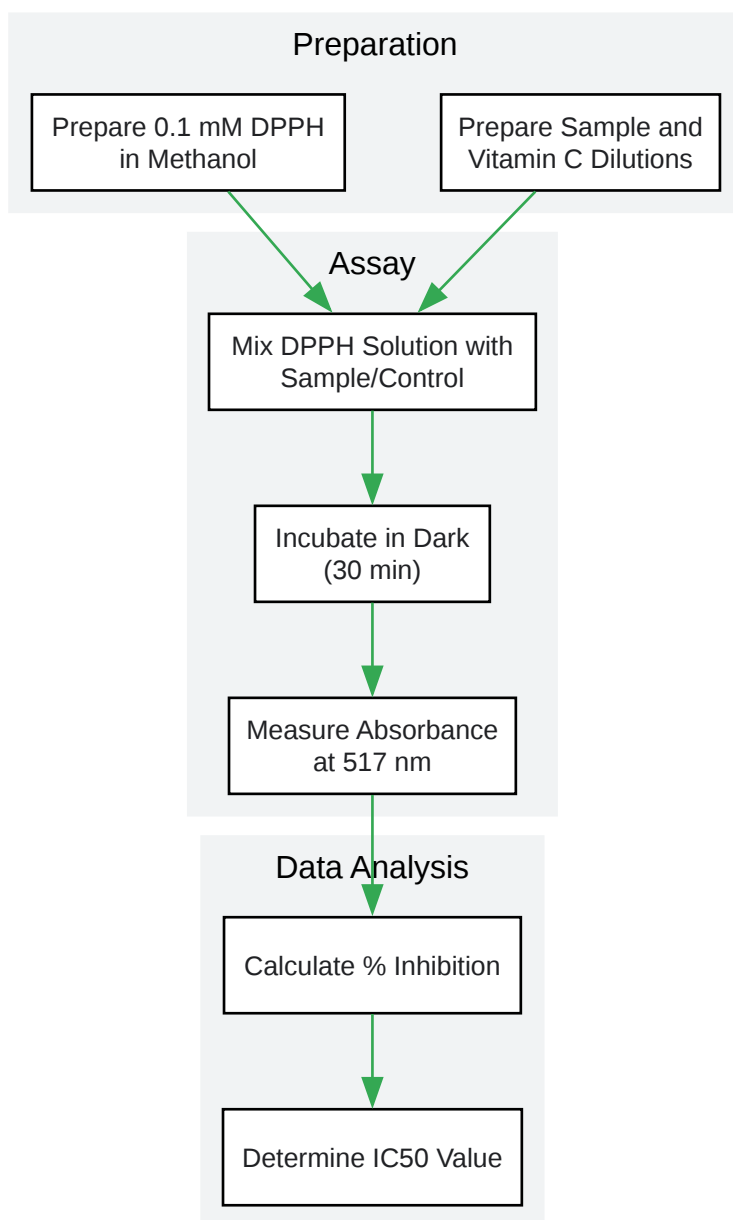 Preparation
Prepare 0.1 mM DPPH
in Methanol
Prepare Sample and
Vitamin C Dilutions
Assay
Mix DPPH Solution with
Sample/Control
Incubate in Dark
(30 min)
Measure Absorbance
at 517 nm
Data Analysis
Calculate % Inhibition
Determine IC50 Value